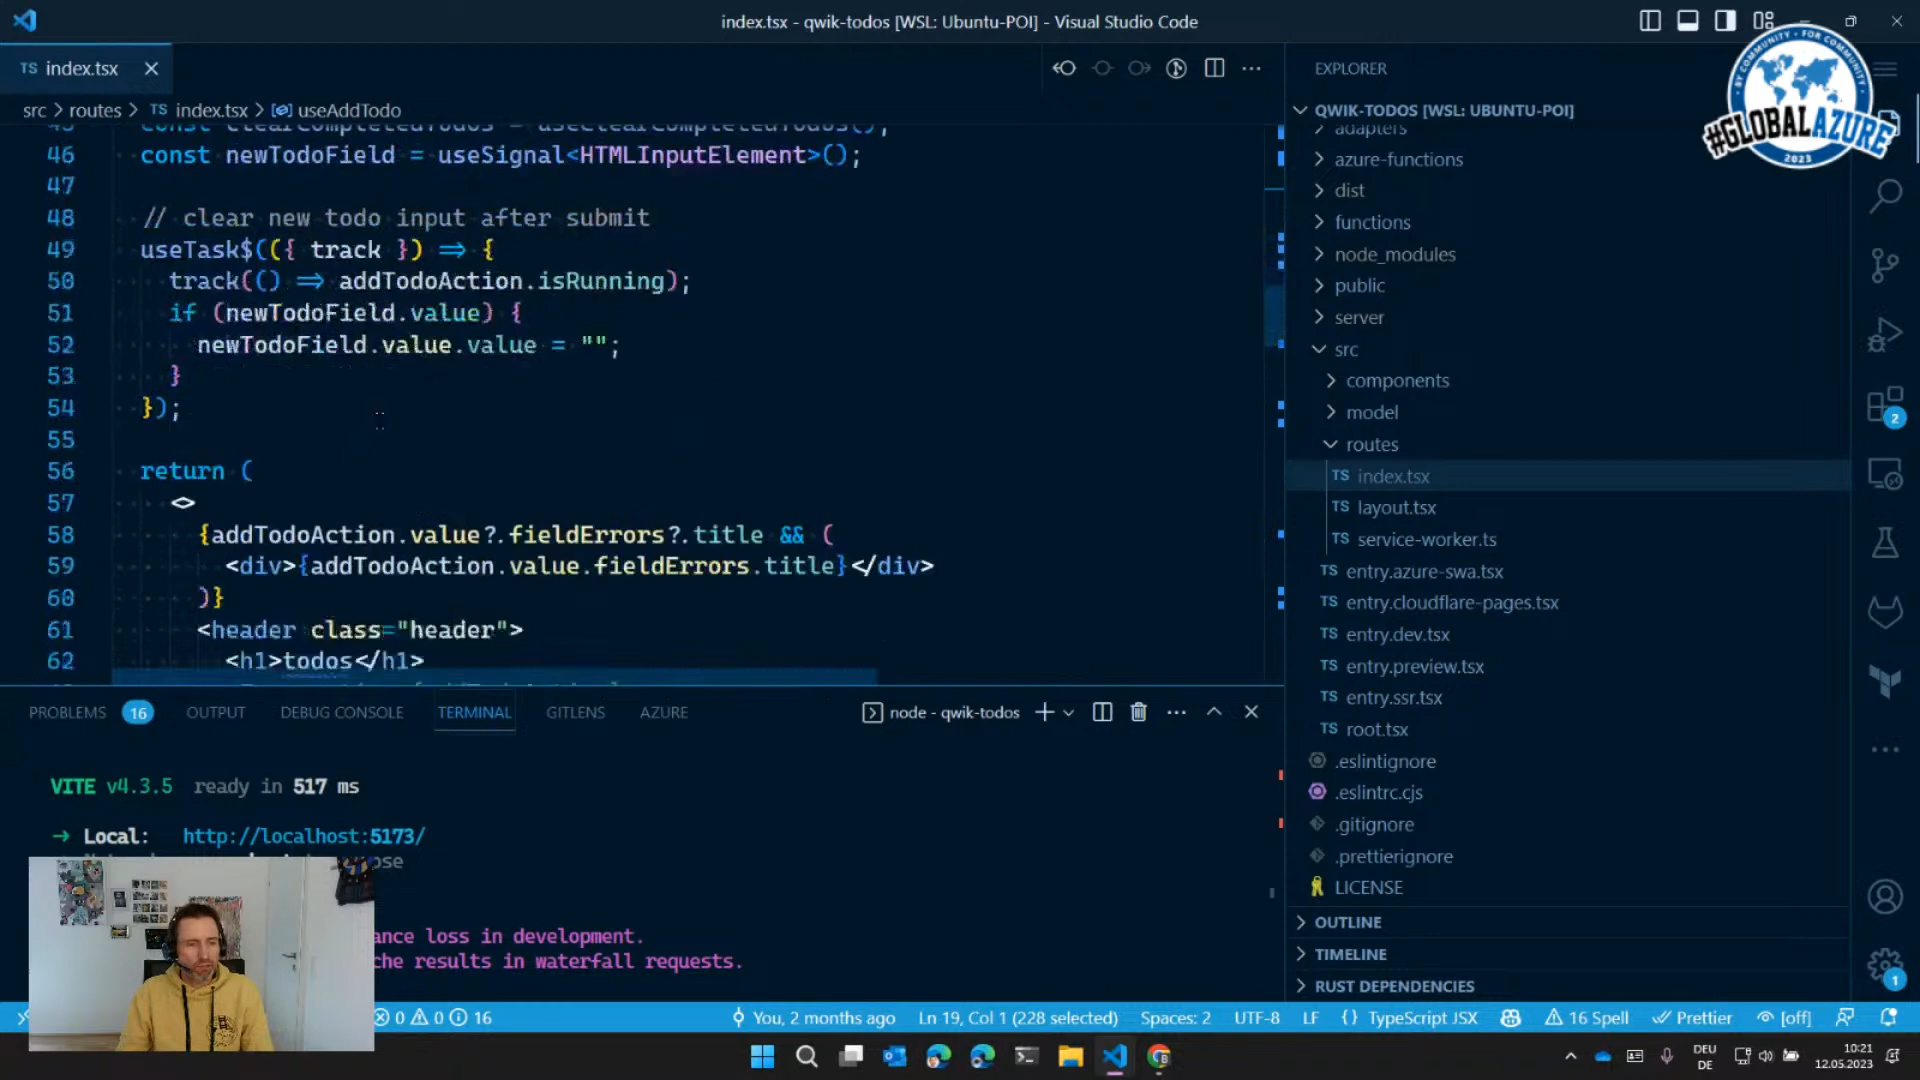 index.tsx - qwik-todos [WSL: Ubuntu-POI] - Visual Studio Code
TS index.tsx
src > routes > TS index.tsx > useAddTodo
const clearCompletedTodos = useClearCompletedTodos();
46 const newTodoField = useSignal<HTMLInputElement>();
47
48 // clear new todo input after submit
49 useTask$(({ track }) => {
50 track(() => addTodoAction.isRunning);
51 if (newTodoField.value) {
52 newTodoField.value.value = "";
53 }
54 });
55
56 return (
57 <>
58 {addTodoAction.value?.fieldErrors?.title && (
59 <div>{addTodoAction.value.fieldErrors.title}</div>
60 )}
61 <header class="header">
62 <h1>todos</h1>
PROBLEMS 16 OUTPUT DEBUG CONSOLE TERMINAL GITLENS AZURE
node - qwik-todos
VITE v4.3.5 ready in 517 ms
→ Local: http://localhost:5173/
ance loss in development.
che results in waterfall requests.
EXPLORER
QWIK-TODOS [WSL: UBUNTU-POI]
adapters
azure-functions
dist
functions
node_modules
public
server
src
components
model
routes
TS index.tsx
TS layout.tsx
TS service-worker.ts
TS entry.azure-swa.tsx
TS entry.cloudflare-pages.tsx
TS entry.dev.tsx
TS entry.preview.tsx
TS entry.ssr.tsx
TS root.tsx
.eslintignore
.eslintrc.cjs
.gitignore
.prettierignore
LICENSE
OUTLINE
TIMELINE
RUST DEPENDENCIES
BY COMMUNITY · FOR COMMUNITY
#GLOBALAZURE
2023
2
1
0 0 16 You, 2 months ago Ln 19, Col 1 (228 selected) Spaces: 2 UTF-8 LF {} TypeScript JSX 16 Spell Prettier [off]
DEU
DE
10:21
12.05.2023